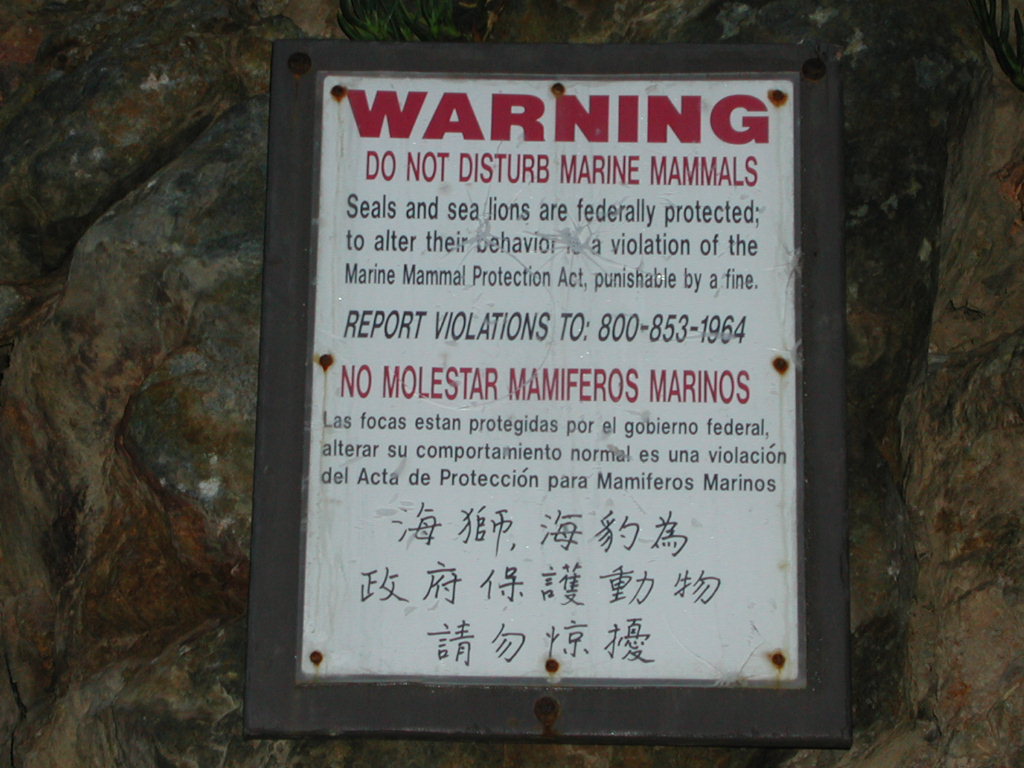 WARNING
DO NOT DISTURB MARINE MAMMALS
Seals and sea lions are federally protected;
to alter their behavior is a violation of the
Marine Mammal Protection Act, punishable by a fine.
REPORT VIOLATIONS TO: 800-853-1964
NO MOLESTAR MAMIFEROS MARINOS
Las focas estan protegidas por el gobierno federal,
alterar su comportamiento normal es una violación
del Acta de Protección para Mamiferos Marinos
海獅,海豹為
政府保護動物
請勿惊擾